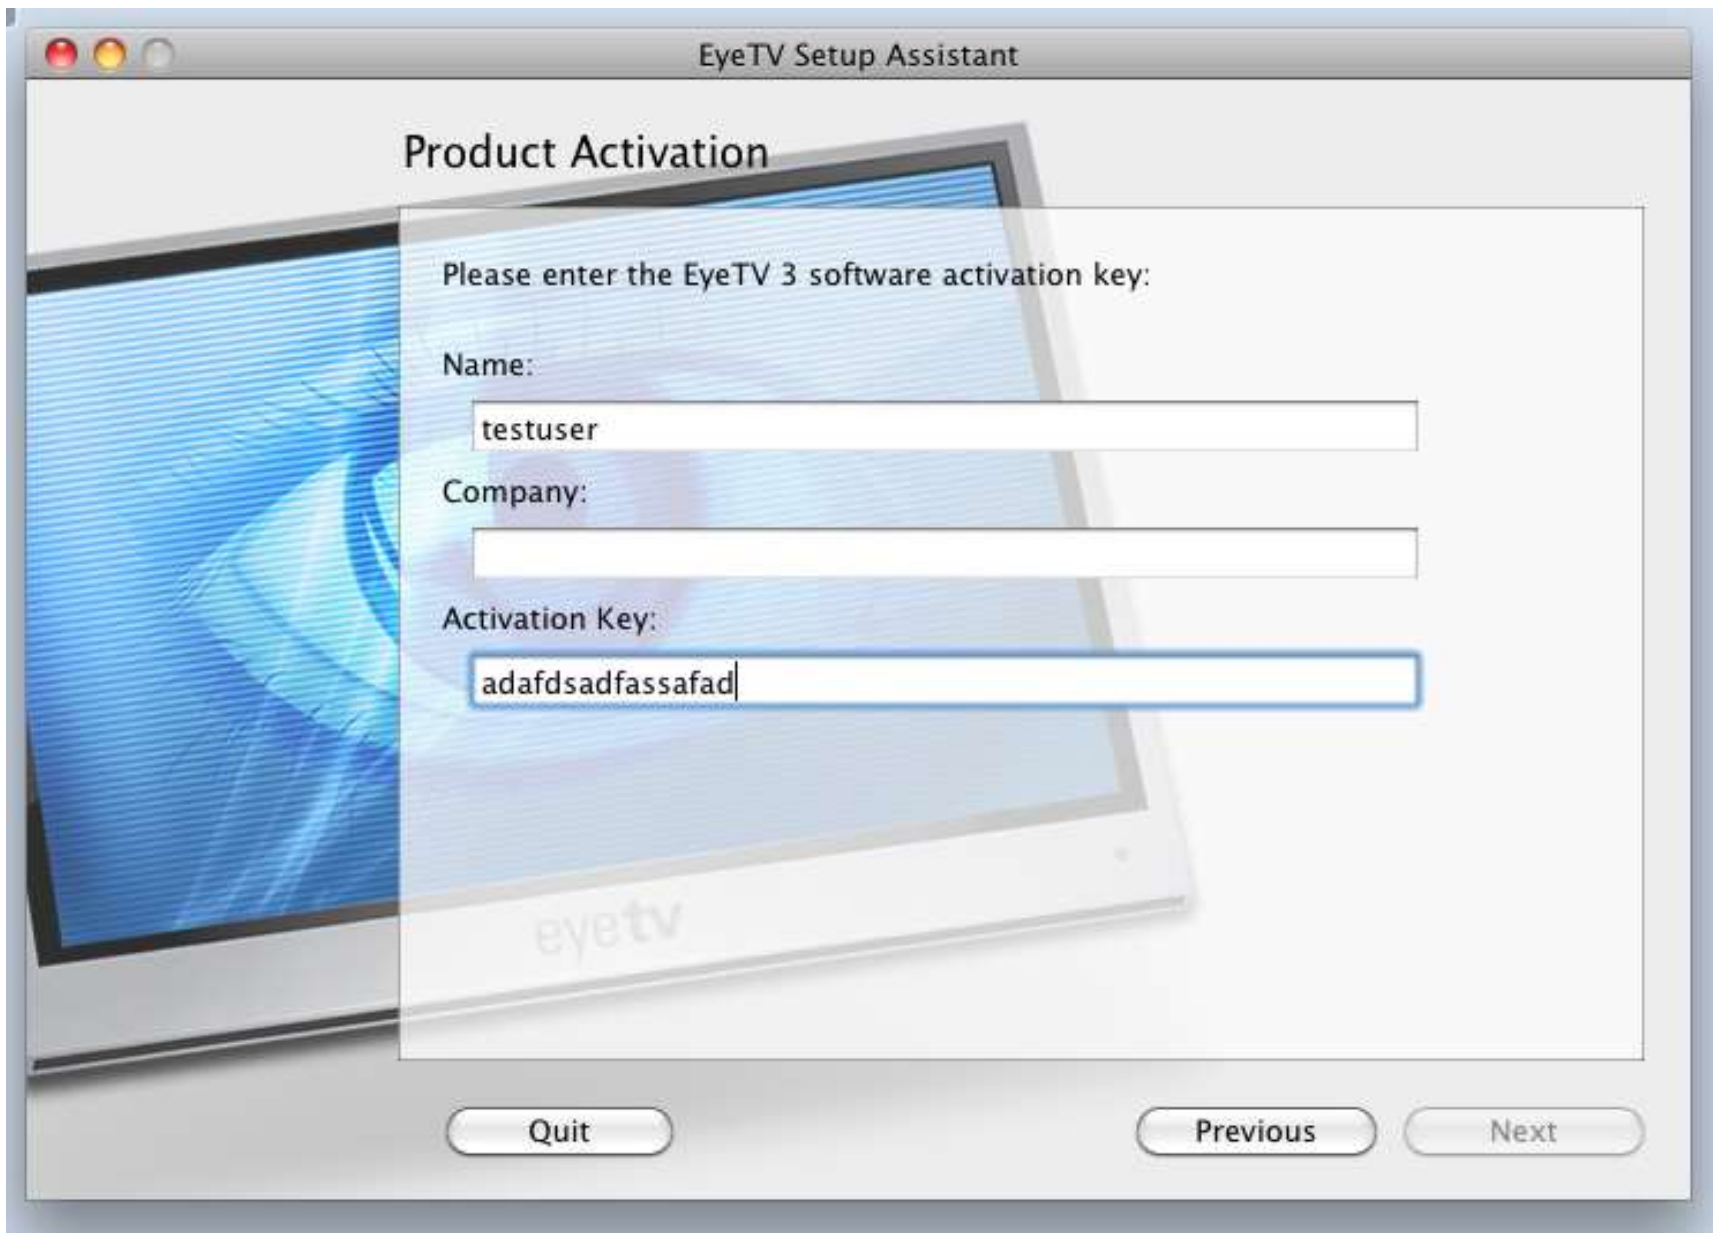 EyeTV Setup Assistant
Product Activation
Please enter the EyeTV 3 software activation key:
Name:
testuser
Company:
Activation Key:
adafdsadfassafad
eyetv
Quit
Previous
Next